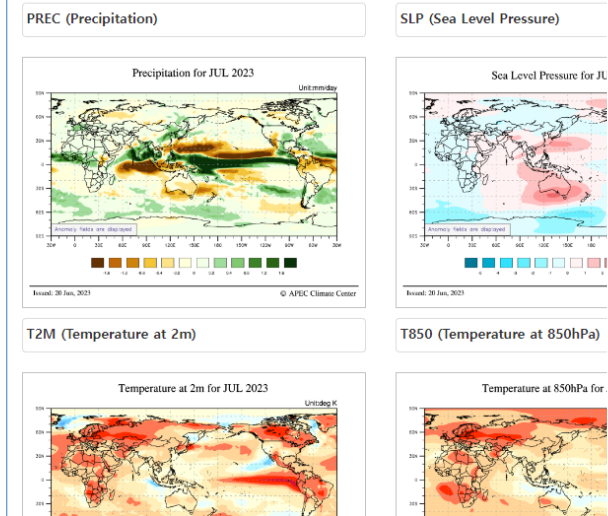 PREC (Precipitation)
SLP (Sea Level Pressure)
Precipitation for JUL 2023
Unit:mm/day
Anomaly fields are displayed
Issued: 20 Jun, 2023
© APEC Climate Center
Sea Level Pressure for JU
Anomaly fields are displayed
Issued: 20 Jun, 2023
T2M (Temperature at 2m)
T850 (Temperature at 850hPa)
Temperature at 2m for JUL 2023
Unit:deg K
Temperature at 850hPa for